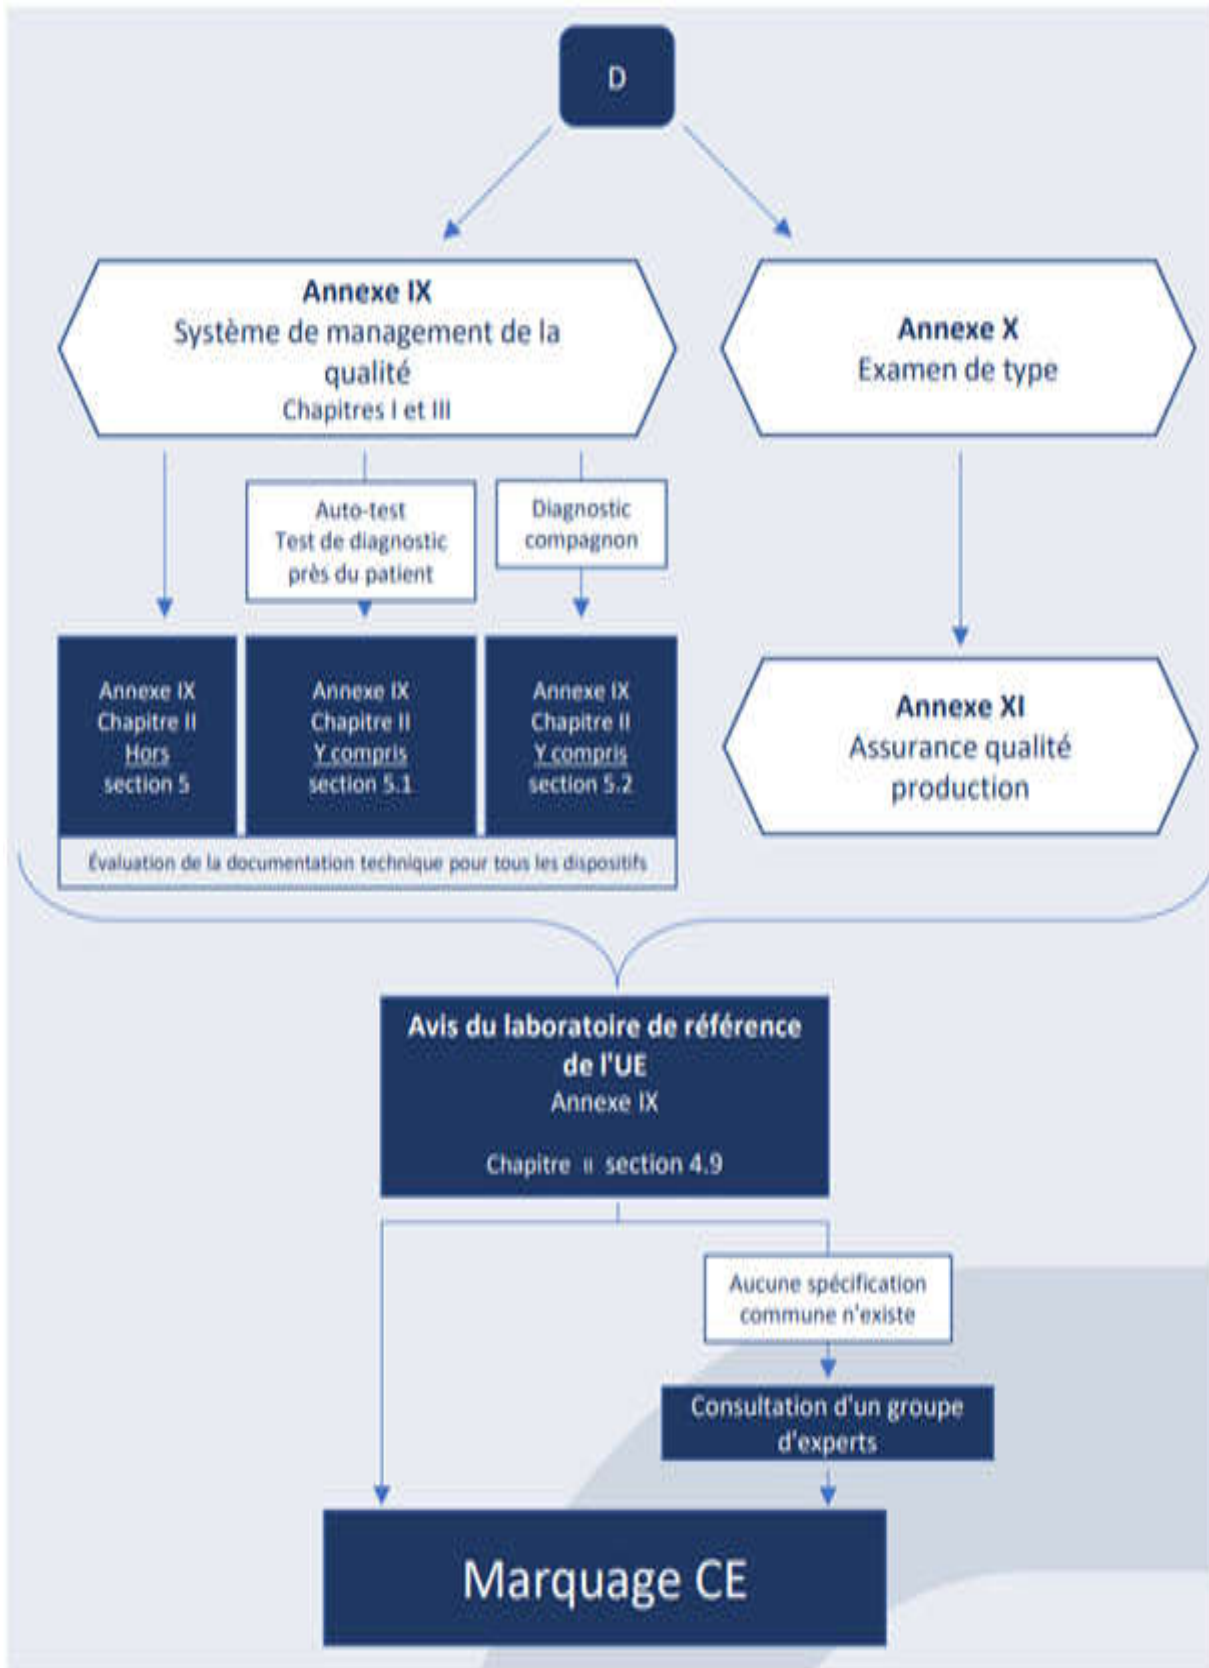 D
Annexe IX
Système de management de la
qualité
Chapitres I et III
Annexe X
Examen de type
Auto-test
Test de diagnostic
près du patient
Diagnostic
compagnon
Annexe IX
Chapitre II
Hors
section 5
Annexe IX
Chapitre II
Y compris
section 5.1
Annexe IX
Chapitre II
Y compris
section 5.2
Évaluation de la documentation technique pour tous les dispositifs
Annexe XI
Assurance qualité
production
Avis du laboratoire de référence
de l'UE
Annexe IX
Chapitre II section 4.9
Aucune spécification
commune n'existe
Consultation d'un groupe
d'experts
Marquage CE